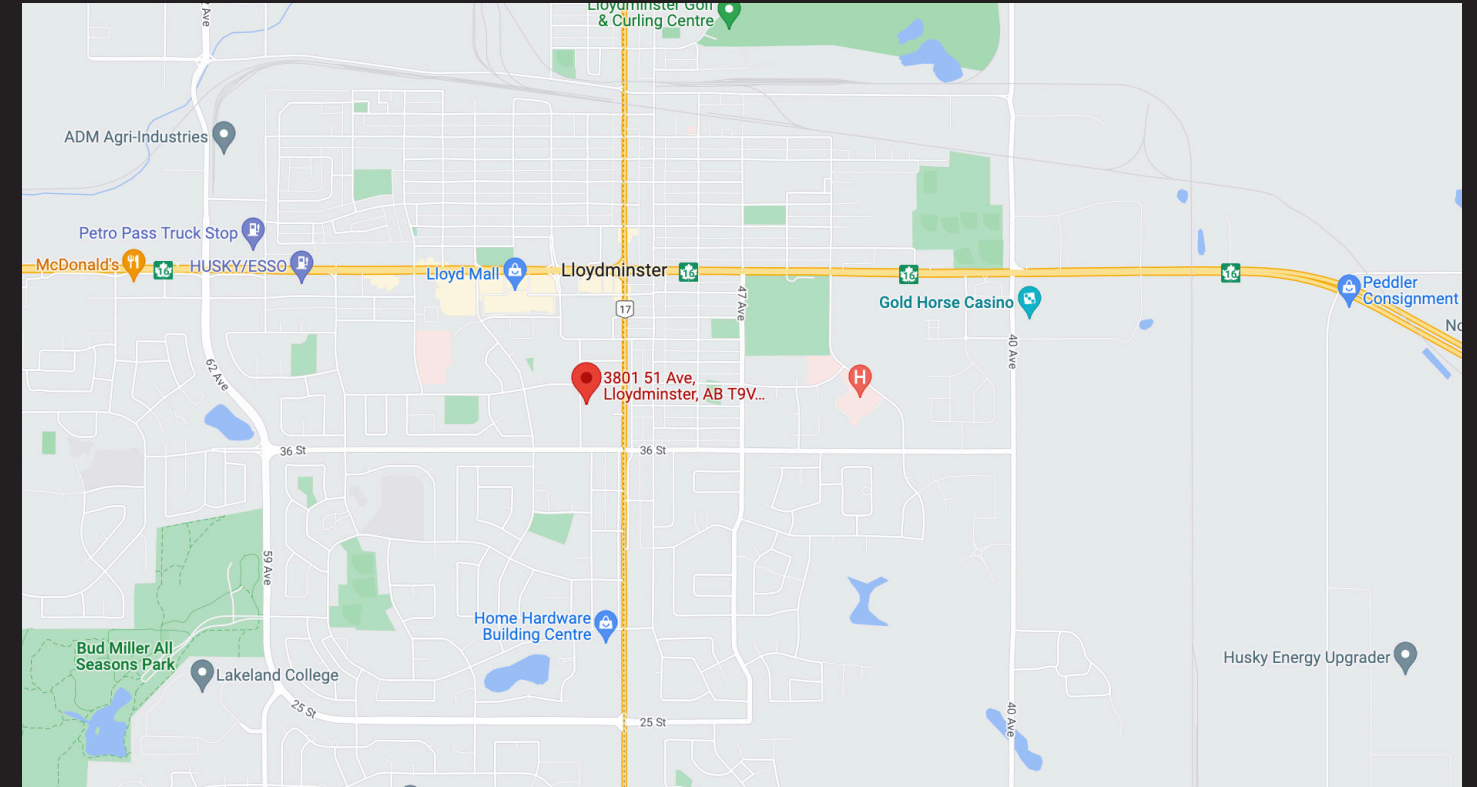 Lloydminster Golf
& Curling Centre
Ave
ADM Agri-Industries
Petro Pass Truck Stop
McDonald's
16
HUSKY/ESSO
Lloyd Mall
Lloydminster
16
16
16
17
47 Ave
Gold Horse Casino
Peddler
Consignment
40 Ave
62 Ave
3801 51 Ave,
Lloydminster, AB T9V...
H
36 St
36 St
59 Ave
Home Hardware
Building Centre
Bud Miller All
Seasons Park
Lakeland College
Husky Energy Upgrader
25 St
25 St
40 Ave